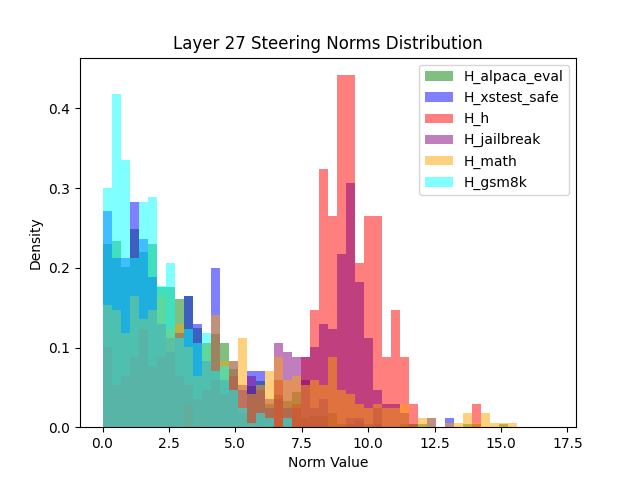 Layer 27 Steering Norms Distribution
H_alpaca_eval
H_xstest_safe
H_h
H_jailbreak
H_math
H_gsm8k
Density
0.4
0.3
0.2
0.1
0.0
0.0 2.5 5.0 7.5 10.0 12.5 15.0 17.5
Norm Value